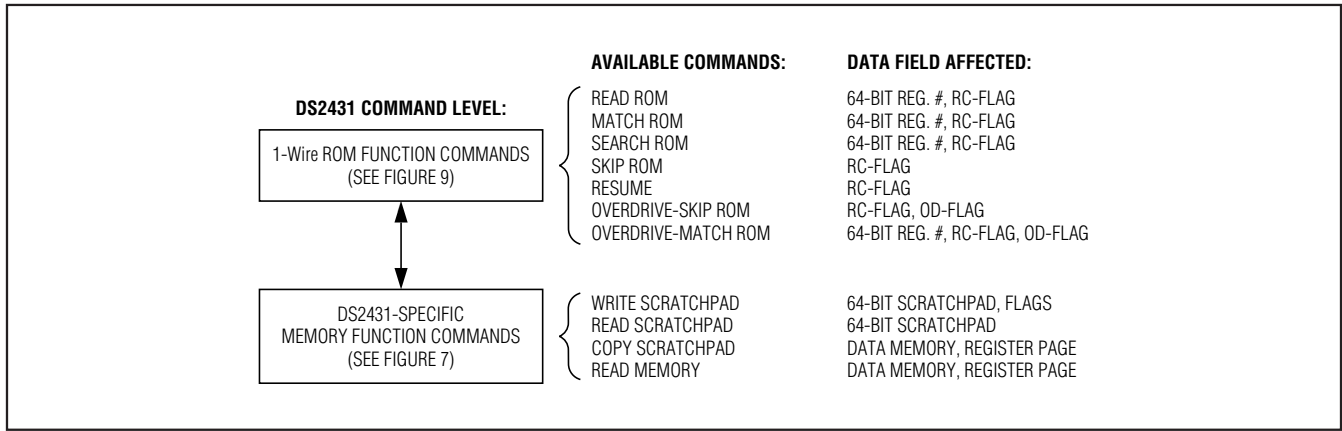 AVAILABLE COMMANDS: DATA FIELD AFFECTED:
DS2431 COMMAND LEVEL:
1-Wire ROM FUNCTION COMMANDS
(SEE FIGURE 9)
READ ROM 64-BIT REG. #, RC-FLAG
MATCH ROM 64-BIT REG. #, RC-FLAG
SEARCH ROM 64-BIT REG. #, RC-FLAG
SKIP ROM RC-FLAG
RESUME RC-FLAG
OVERDRIVE-SKIP ROM RC-FLAG, OD-FLAG
OVERDRIVE-MATCH ROM 64-BIT REG. #, RC-FLAG, OD-FLAG
DS2431-SPECIFIC
MEMORY FUNCTION COMMANDS
(SEE FIGURE 7)
WRITE SCRATCHPAD 64-BIT SCRATCHPAD, FLAGS
READ SCRATCHPAD 64-BIT SCRATCHPAD
COPY SCRATCHPAD DATA MEMORY, REGISTER PAGE
READ MEMORY DATA MEMORY, REGISTER PAGE